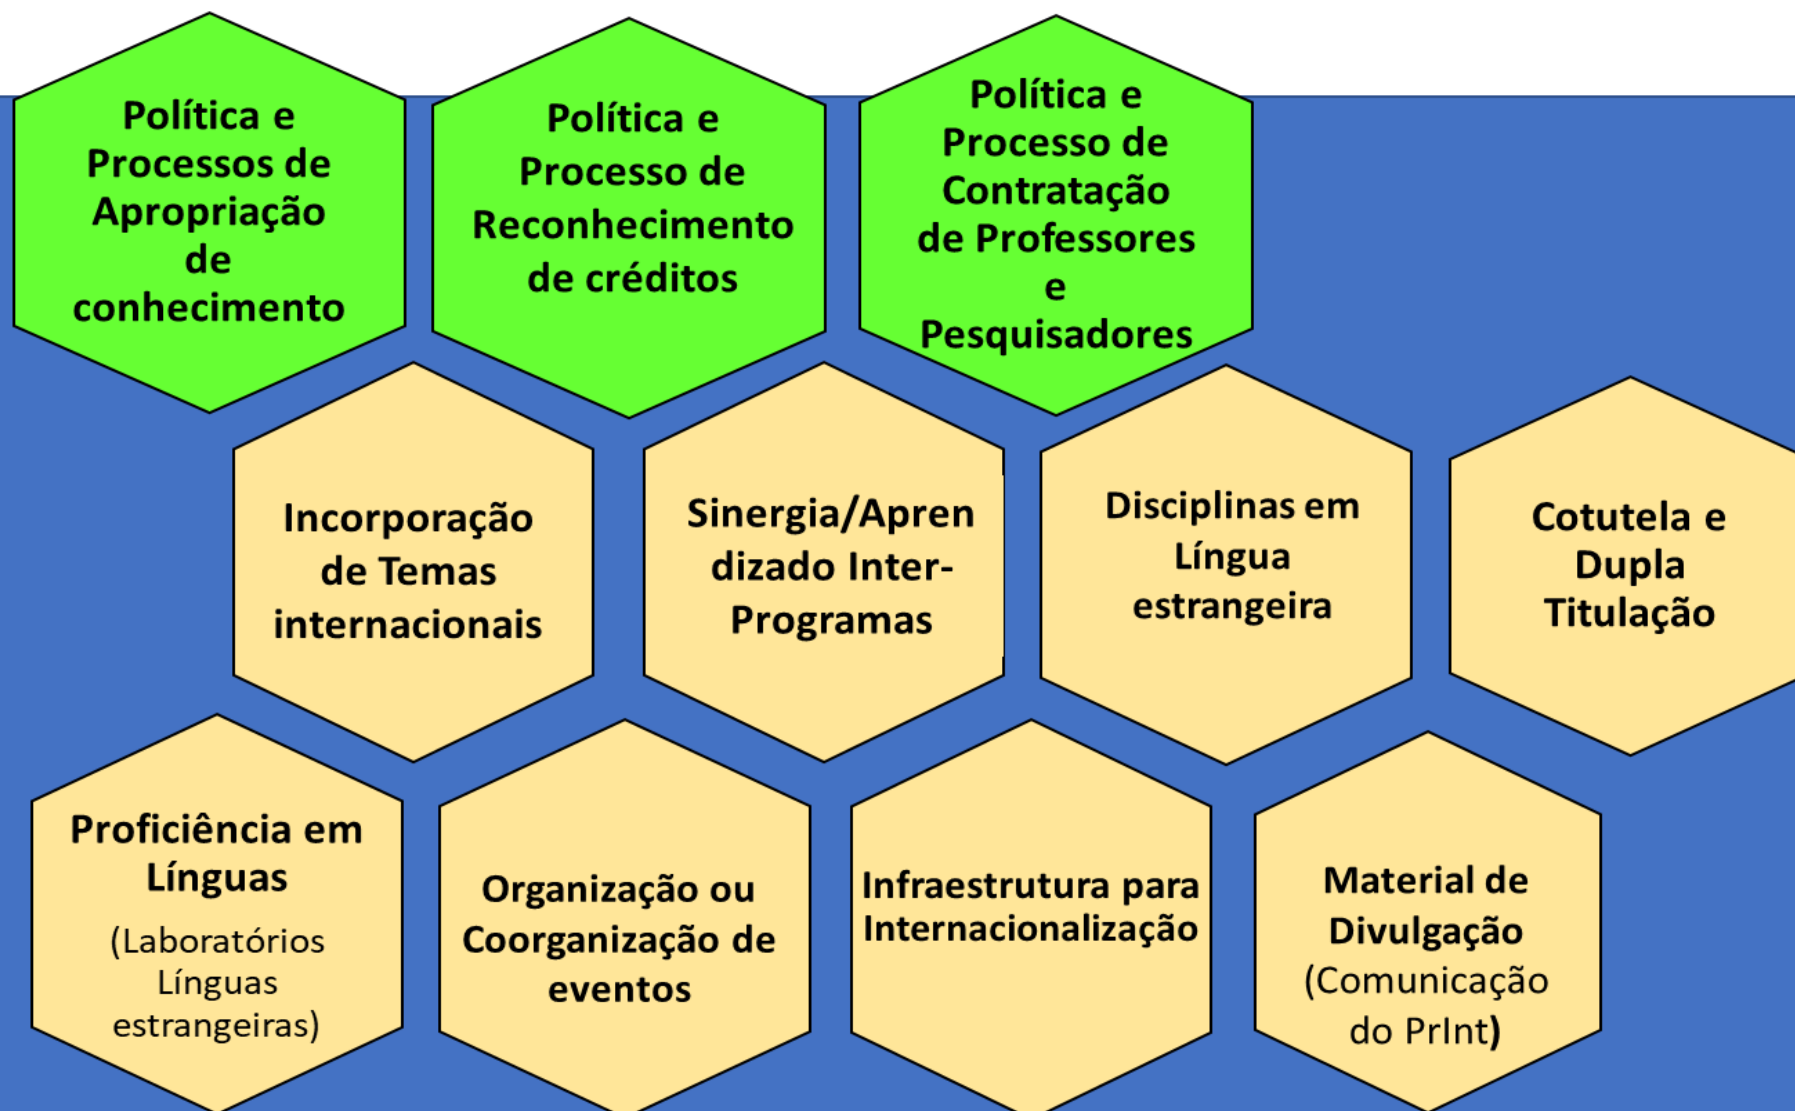 Política e
Processos de
Apropriação
de
conhecimento
Política e
Processo de
Reconhecimento
de créditos
Política e
Processo de
Contratação
de Professores
e
Pesquisadores
Incorporação
de Temas
internacionais
Sinergia/Apren
dizado Inter-
Programas
Disciplinas em
Língua
estrangeira
Cotutela e
Dupla
Titulação
Proficiência em
Línguas
(Laboratórios
Línguas
estrangeiras)
Organização ou
Coorganização de
eventos
Infraestrutura para
Internacionalização
Material de
Divulgação
(Comunicação
do PrInt)